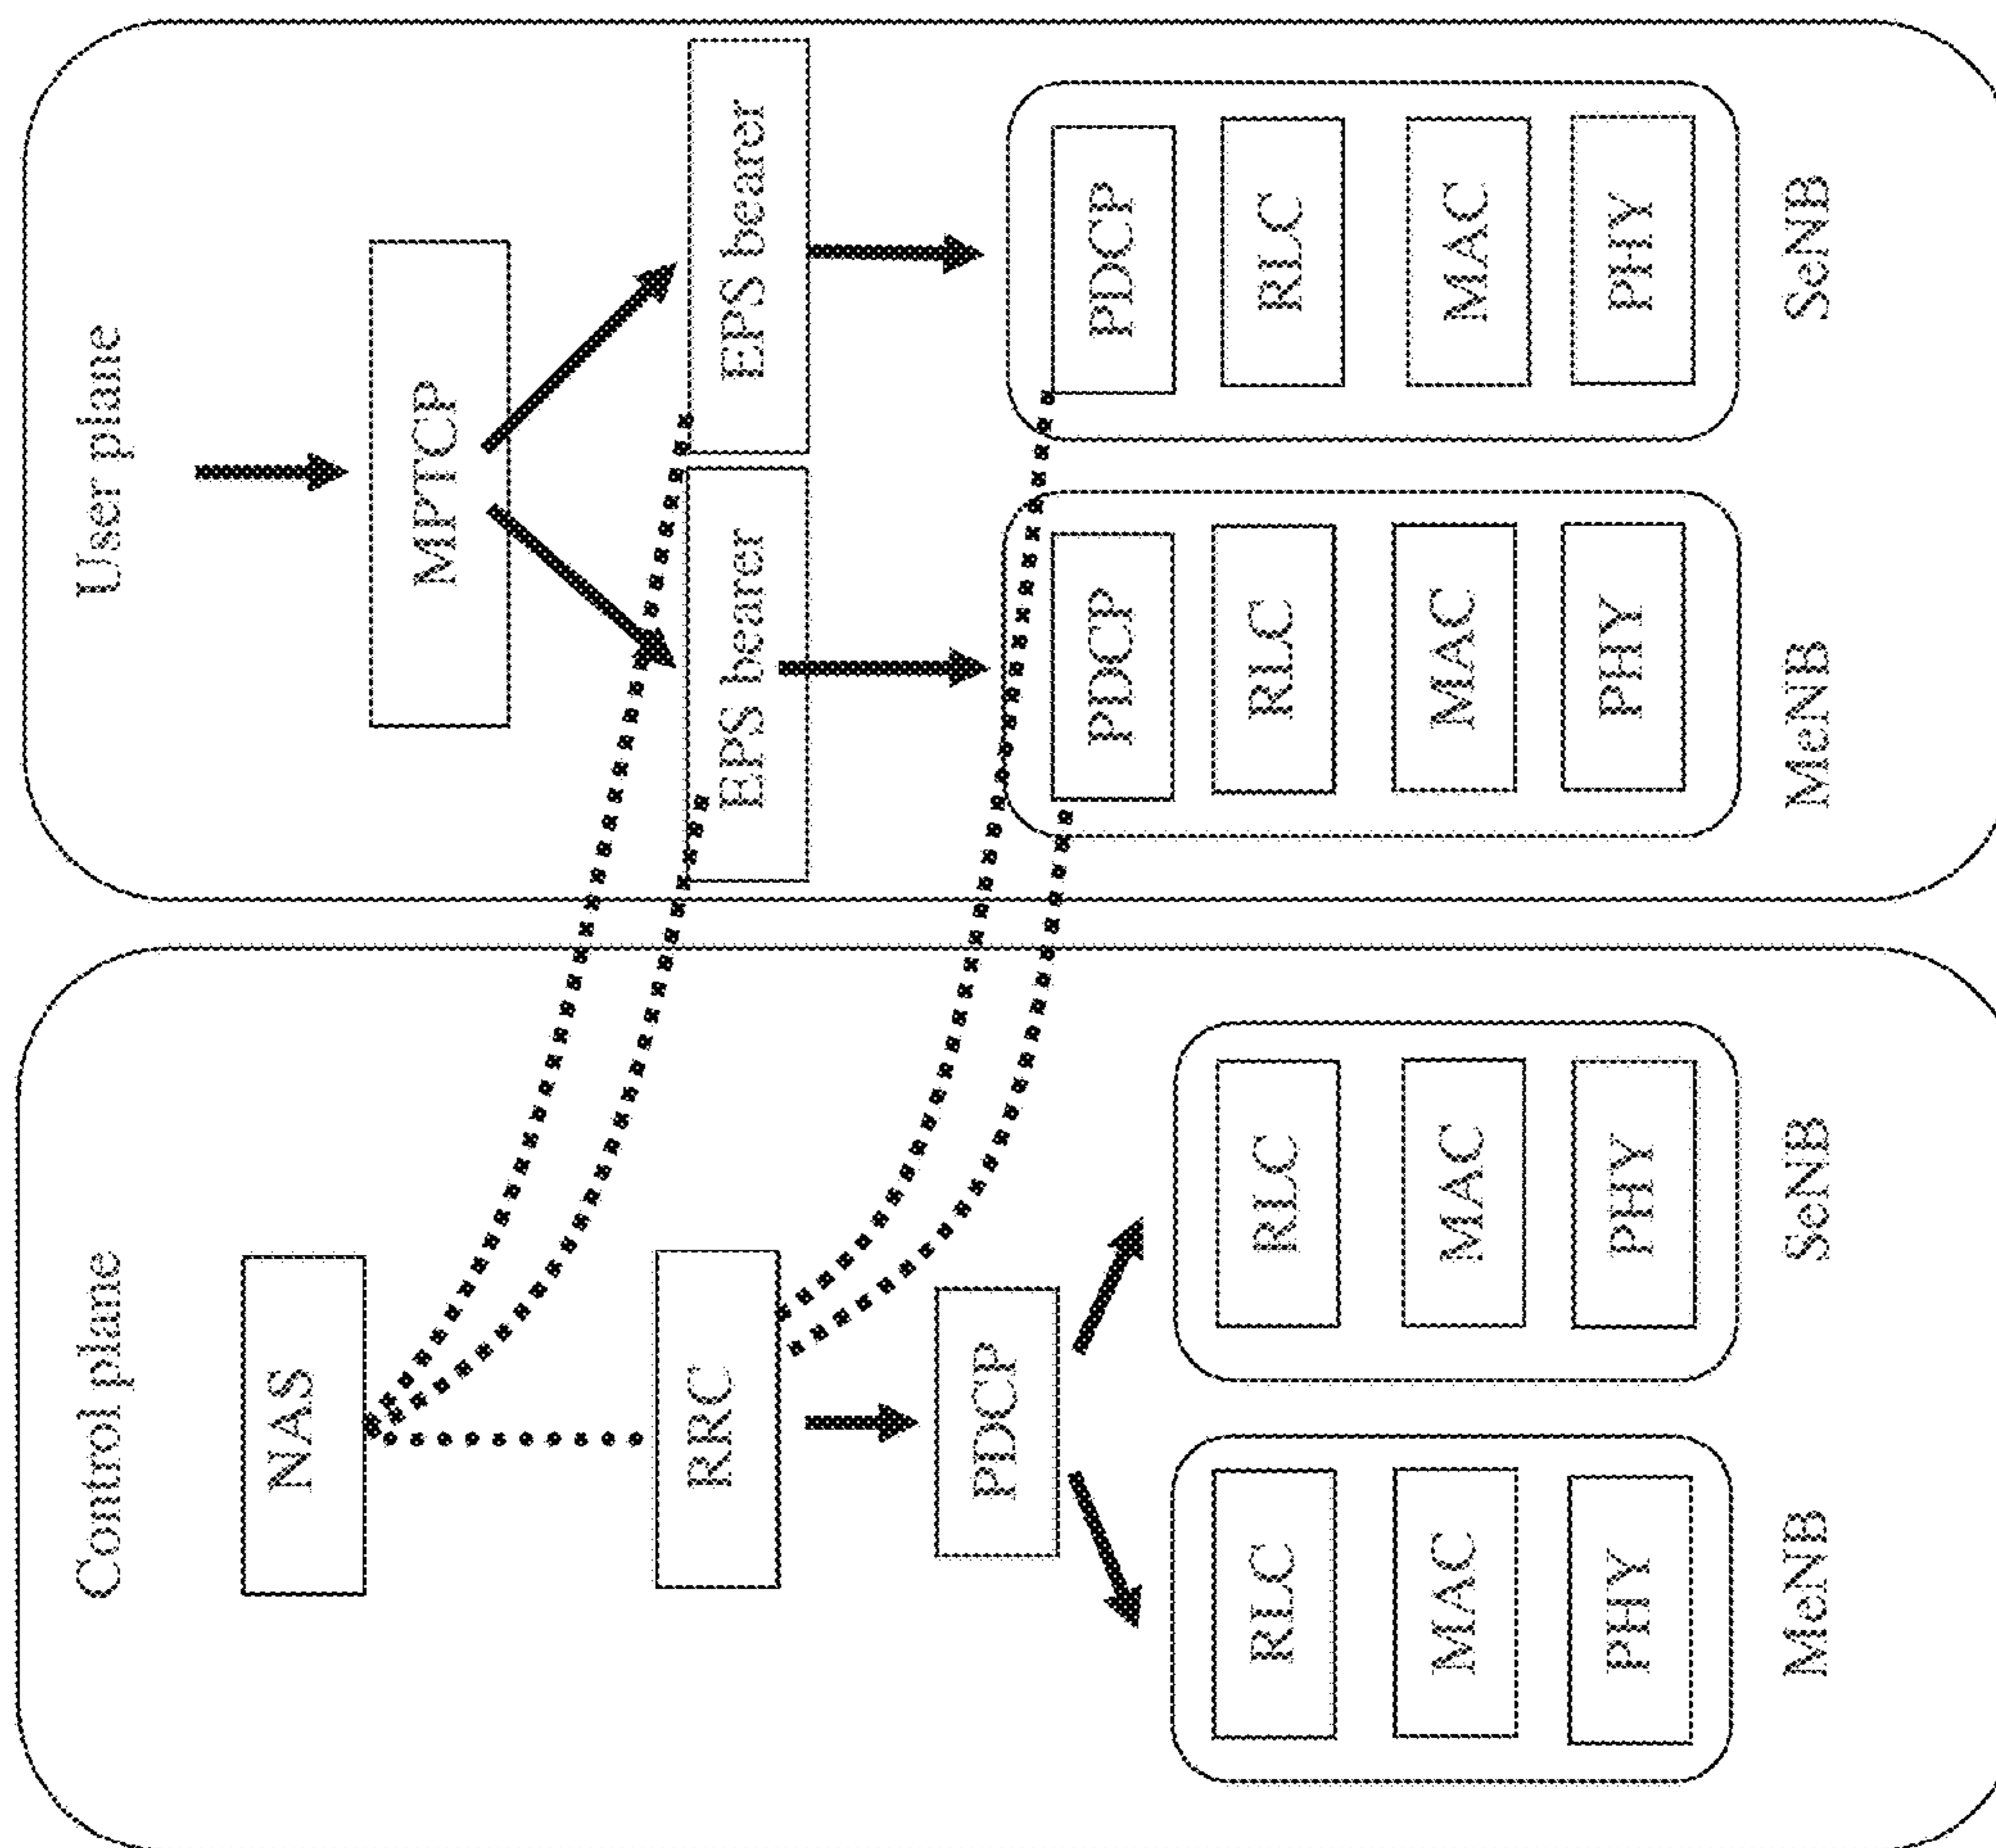 Control plane
NAS
RRC
PDCP
RLC
MAC
PHY
MeNB
RLC
MAC
PHY
SeNB
User plane
MPTCP
EPS bearer
EPS bearer
PDCP
RLC
MAC
PHY
MeNB
PDCP
RLC
MAC
PHY
SeNB